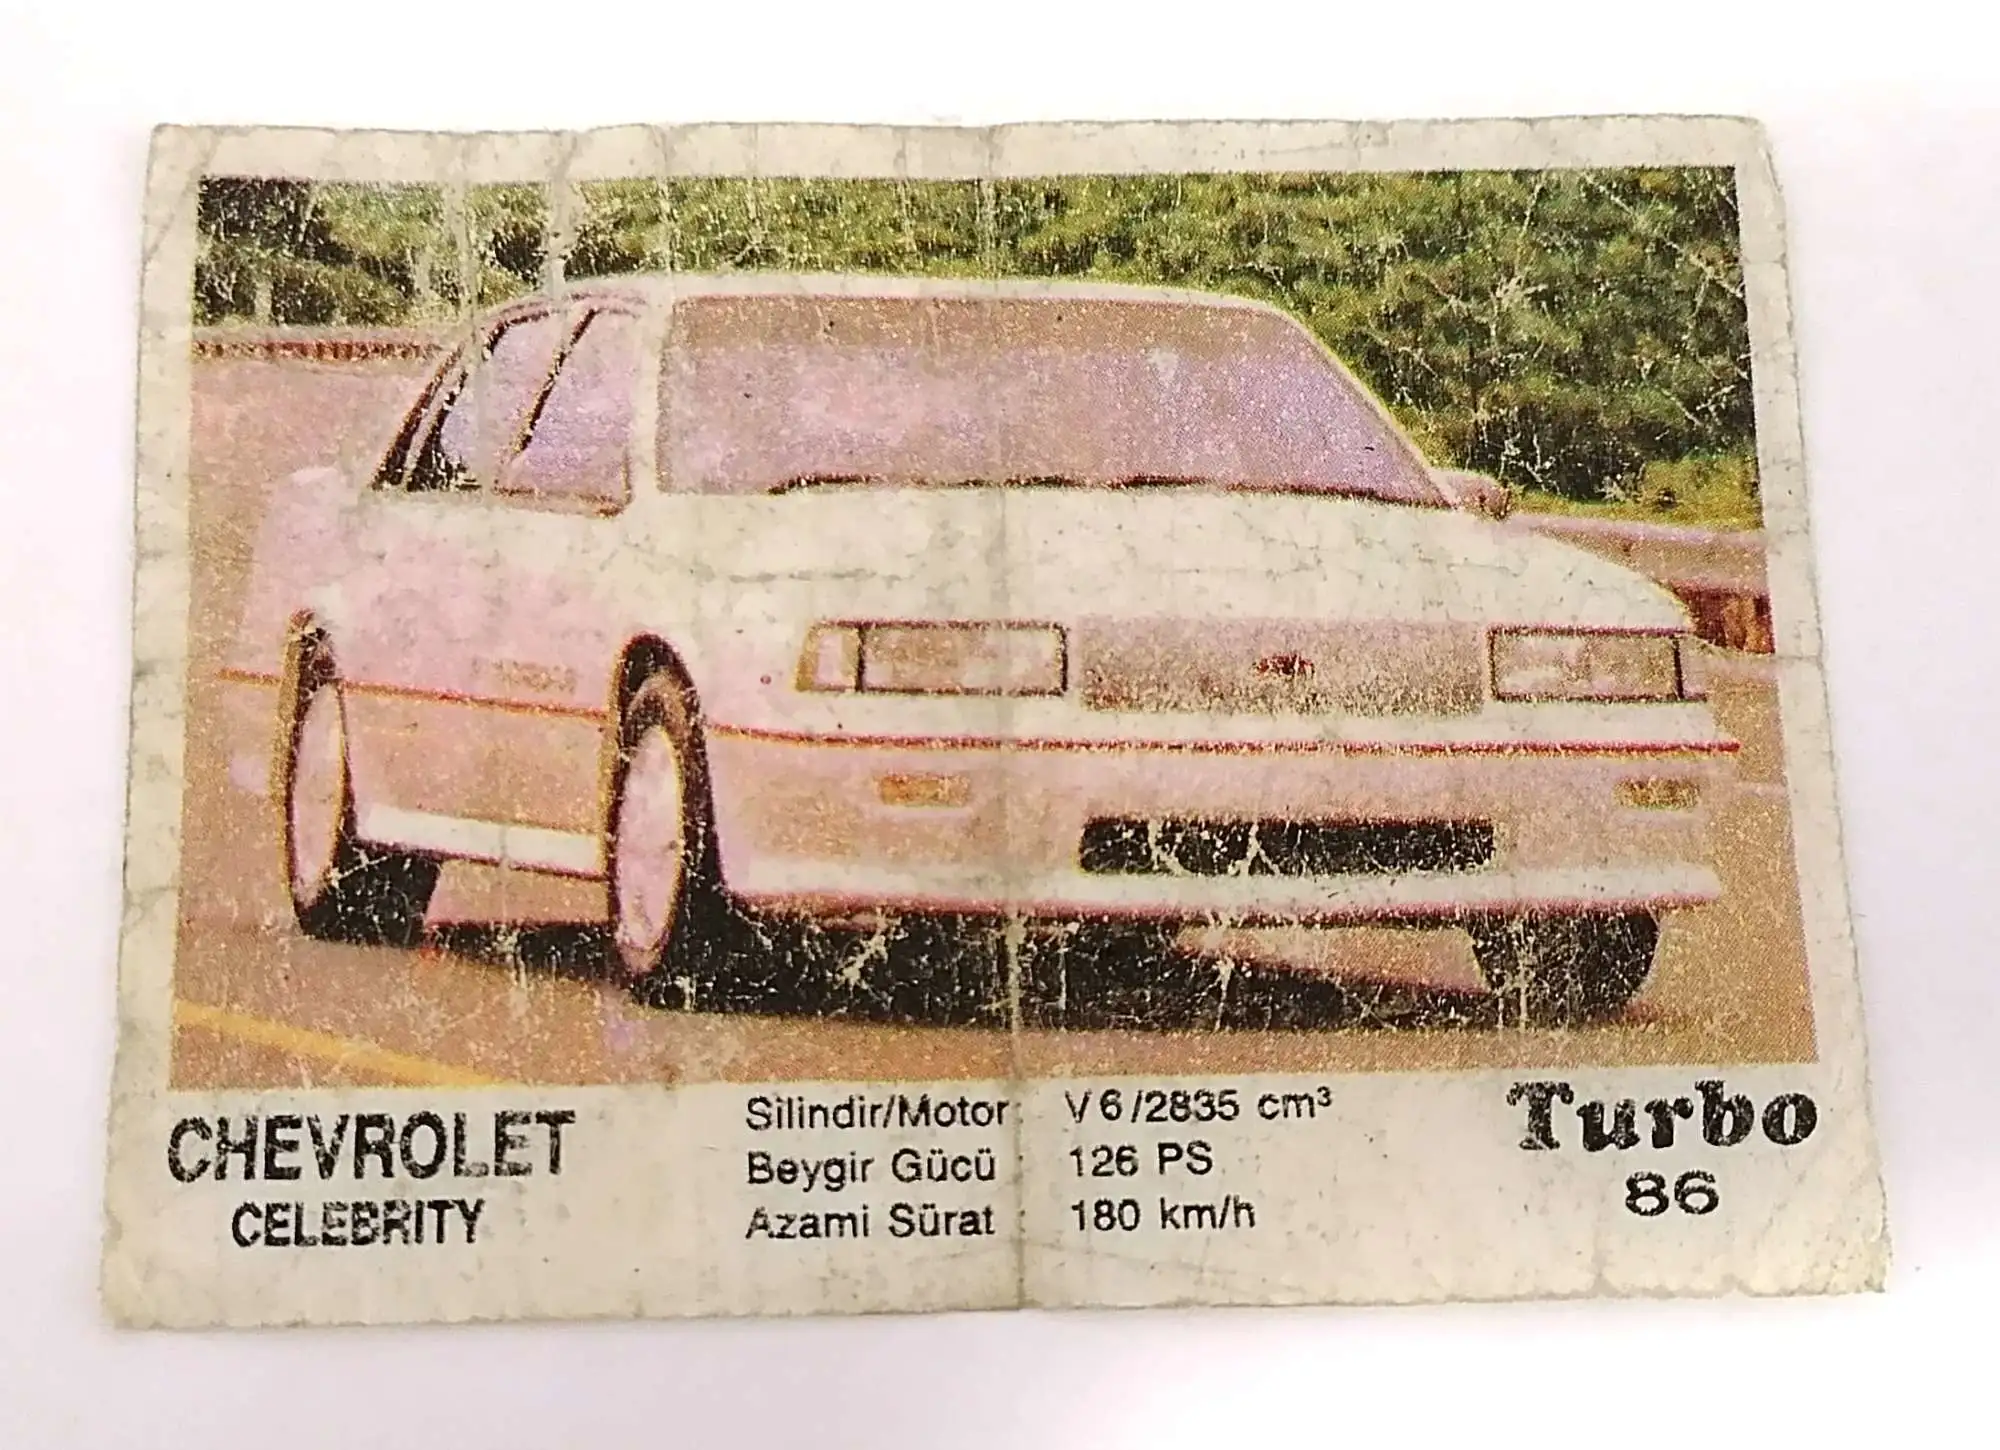 CHEVROLET
CELEBRITY
Silindir/Motor : V6/2835 cm³
Beygir Gücü : 126 PS
Azami Sürat : 180 km/h
Turbo
86